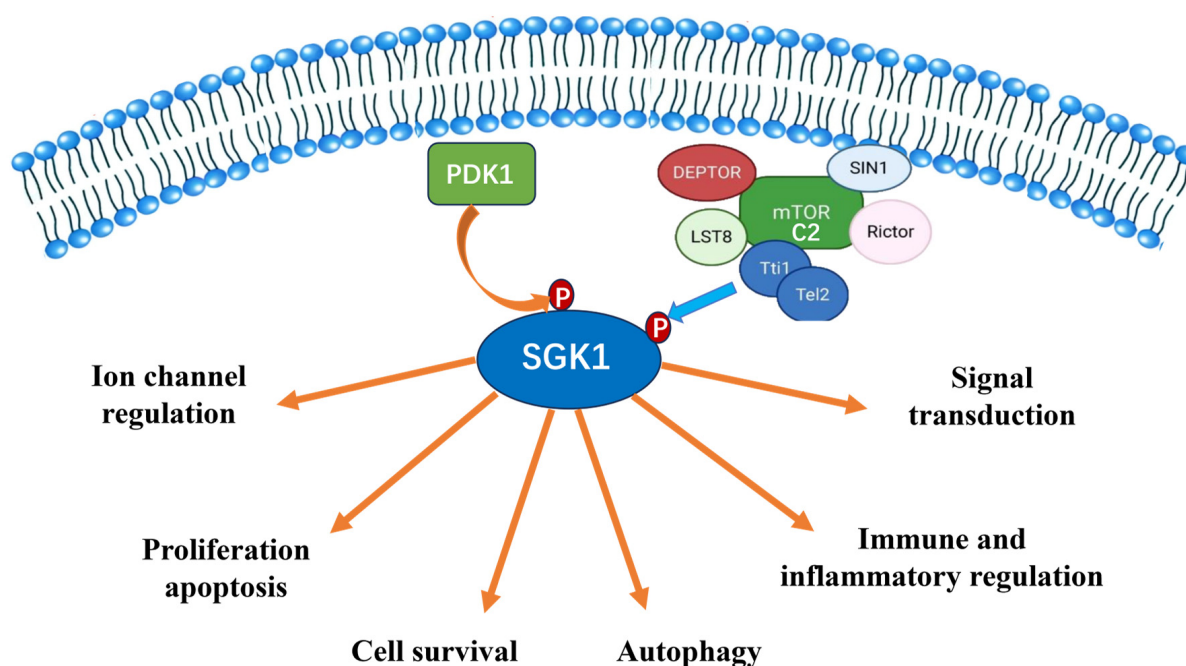 PDK1
DEPTOR
SIN1
mTOR
C2
LST8
Rictor
Tti1
Tel2
P
P
SGK1
Ion channel
regulation
Signal
transduction
Proliferation
apoptosis
Immune and
inflammatory regulation
Cell survival
Autophagy